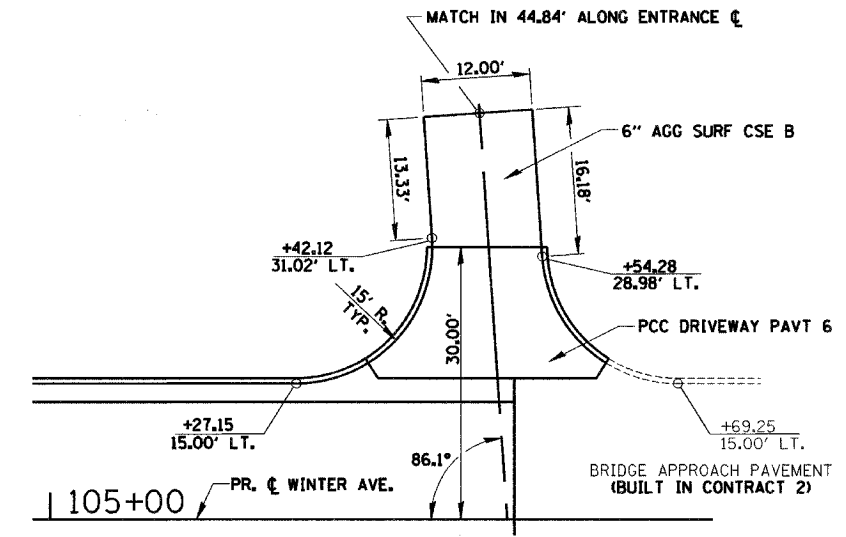 MATCH IN 44.84' ALONG ENTRANCE ℄
12.00'
6" AGG SURF CSE B
13.33'
16.18'
+42.12
31.02' LT.
+54.28
28.98' LT.
15' R.
TYP.
30.00'
PCC DRIVEWAY PAVT 6
+27.15
15.00' LT.
+69.25
15.00' LT.
86.1°
BRIDGE APPROACH PAVEMENT
(BUILT IN CONTRACT 2)
PR. ℄ WINTER AVE.
105+00